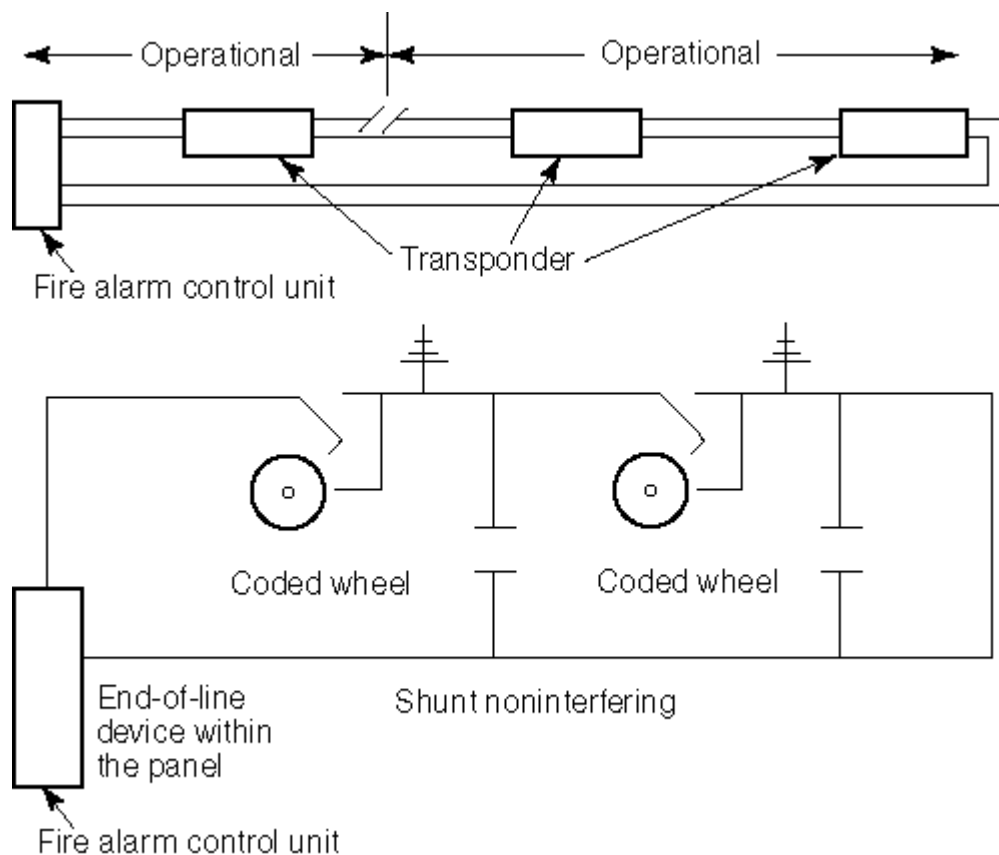 Operational
Operational
Transponder
Fire alarm control unit
Coded wheel
Coded wheel
End-of-line
device within
the panel
Shunt noninterfering
Fire alarm control unit